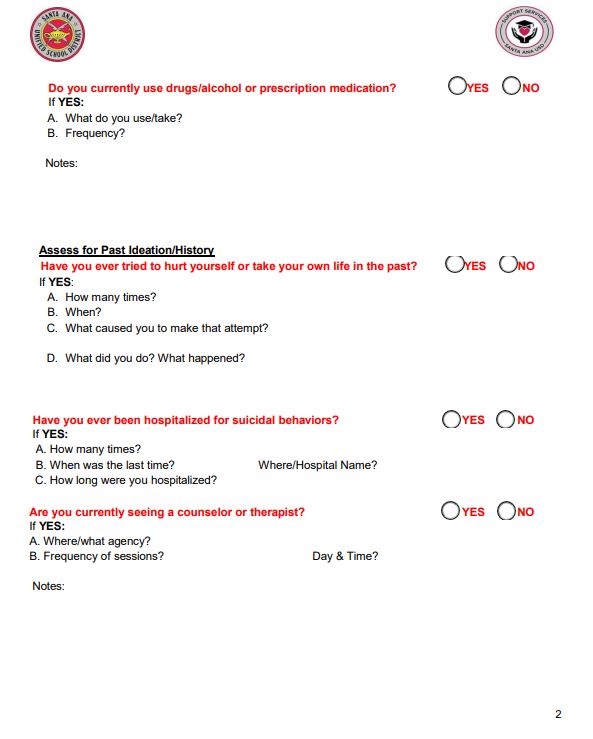 SANTA ANA
UNIFIED SCHOOL DISTRICT
SUPPORT SERVICES
SANTA ANA USD
Do you currently use drugs/alcohol or prescription medication? YES NO
If YES:
A. What do you use/take?
B. Frequency?
Notes:
Assess for Past Ideation/History
Have you ever tried to hurt yourself or take your own life in the past? YES NO
If YES:
A. How many times?
B. When?
C. What caused you to make that attempt?
D. What did you do? What happened?
Have you ever been hospitalized for suicidal behaviors? YES NO
If YES:
A. How many times?
B. When was the last time? Where/Hospital Name?
C. How long were you hospitalized?
Are you currently seeing a counselor or therapist? YES NO
If YES:
A. Where/what agency?
B. Frequency of sessions? Day & Time?
Notes:
2